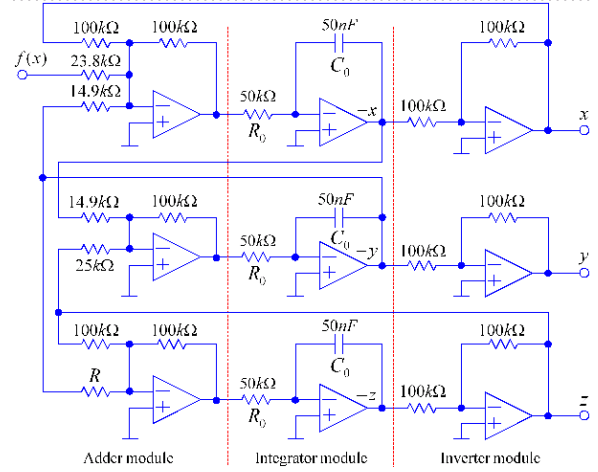 50nF
100kΩ 100kΩ C₀ 100kΩ
f(x) 23.8kΩ
14.9kΩ 50kΩ −x 100kΩ x
R₀
− + − + − +
50nF
14.9kΩ 100kΩ C₀ 100kΩ
25kΩ 50kΩ −y 100kΩ y
R₀
− + − + − +
50nF
100kΩ 100kΩ C₀ 100kΩ
R 50kΩ −z 100kΩ z
R₀
− + − + − +
Adder module Integrator module Inverter module